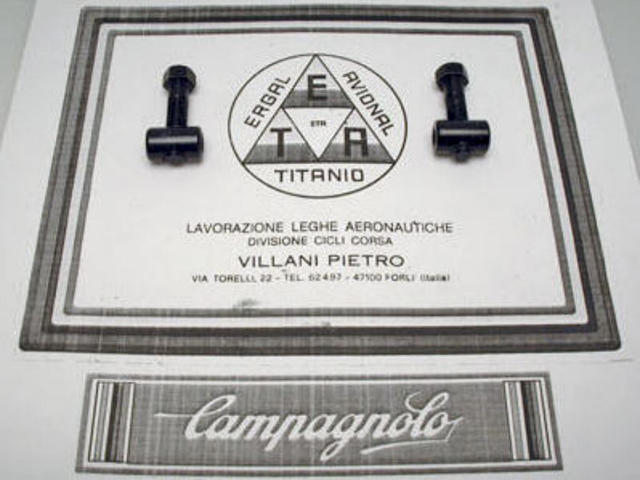 ERGAL AVIONAL TITANIO
E
ETA
T A
LAVORAZIONE LEGHE AERONAUTICHE
DIVISIONE CICLI CORSA
VILLANI PIETRO
VIA TORELLI, 22 - TEL. 62497 - 47100 FORLI (Italia)
Campagnolo